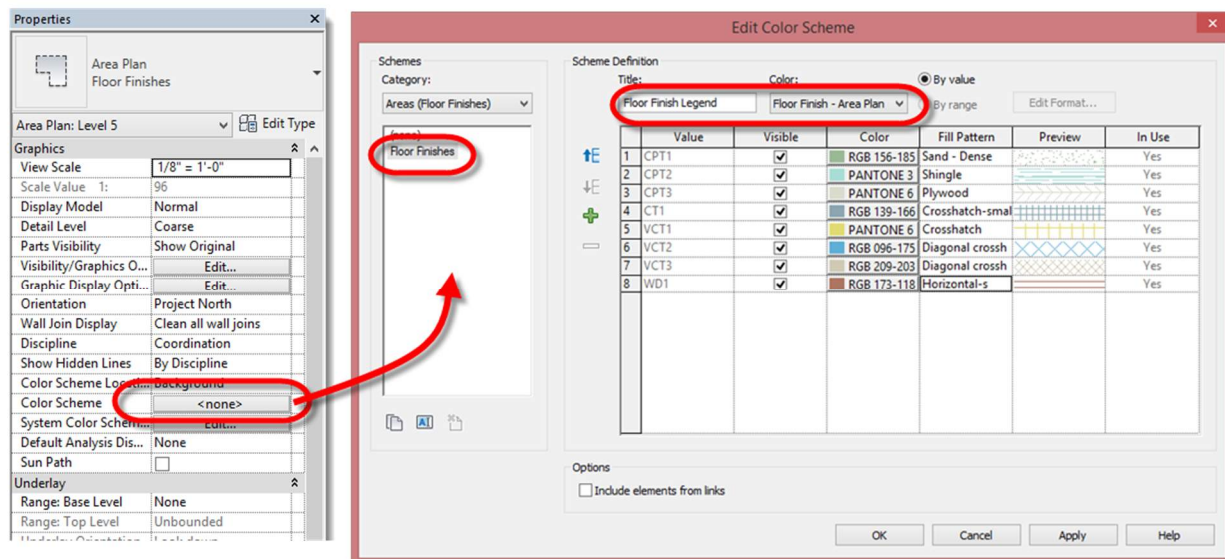 Properties
Area Plan
Floor Finishes
Area Plan: Level 5 Edit Type
Graphics
View Scale 1/8" = 1'-0"
Scale Value 1: 96
Display Model Normal
Detail Level Coarse
Parts Visibility Show Original
Visibility/Graphics O... Edit...
Graphic Display Opti... Edit...
Orientation Project North
Wall Join Display Clean all wall joins
Discipline Coordination
Show Hidden Lines By Discipline
Color Scheme Locati... Background
Color Scheme <none>
System Color Schem... Edit...
Default Analysis Dis... None
Sun Path
Underlay
Range: Base Level None
Range: Top Level Unbounded
Underlay Orientation Look down
Edit Color Scheme
Schemes
Category:
Areas (Floor Finishes)
(none)
Floor Finishes
Scheme Definition
Title: Color: By value
Floor Finish Legend Floor Finish - Area Plan By range Edit Format...
Value Visible Color Fill Pattern Preview In Use
1 CPT1 RGB 156-185 Sand - Dense Yes
2 CPT2 PANTONE 3 Shingle Yes
3 CPT3 PANTONE 6 Plywood Yes
4 CT1 RGB 139-166 Crosshatch-smal Yes
5 VCT1 PANTONE 6 Crosshatch Yes
6 VCT2 RGB 096-175 Diagonal crossh Yes
7 VCT3 RGB 209-203 Diagonal crossh Yes
8 WD1 RGB 173-118 Horizontal-s Yes
Options
Include elements from links
OK Cancel Apply Help